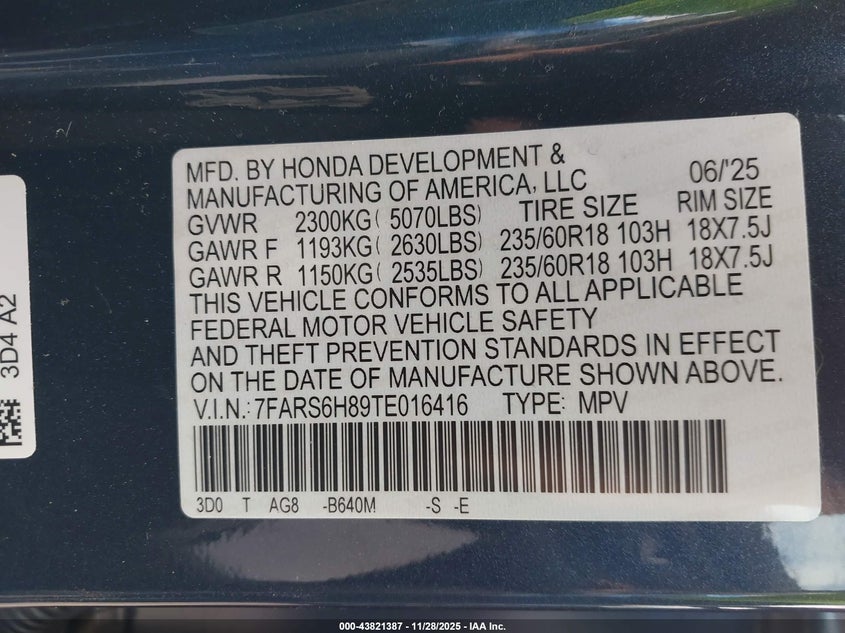 MFD. BY HONDA DEVELOPMENT &
MANUFACTURING OF AMERICA, LLC 06/'25
GVWR 2300KG( 5070LBS) TIRE SIZE RIM SIZE
GAWR F 1193KG( 2630LBS) 235/60R18 103H 18X7.5J
GAWR R 1150KG( 2535LBS) 235/60R18 103H 18X7.5J
THIS VEHICLE CONFORMS TO ALL APPLICABLE
FEDERAL MOTOR VEHICLE SAFETY
AND THEFT PREVENTION STANDARDS IN EFFECT
ON THE DATE OF MANUFACTURE SHOWN ABOVE.
V.I.N.:7FARS6H89TE016416 TYPE: MPV
3D0 T AG8 -B640M -S -E
3D4 A2
000-43821387 - 11/28/2025 - IAA Inc.